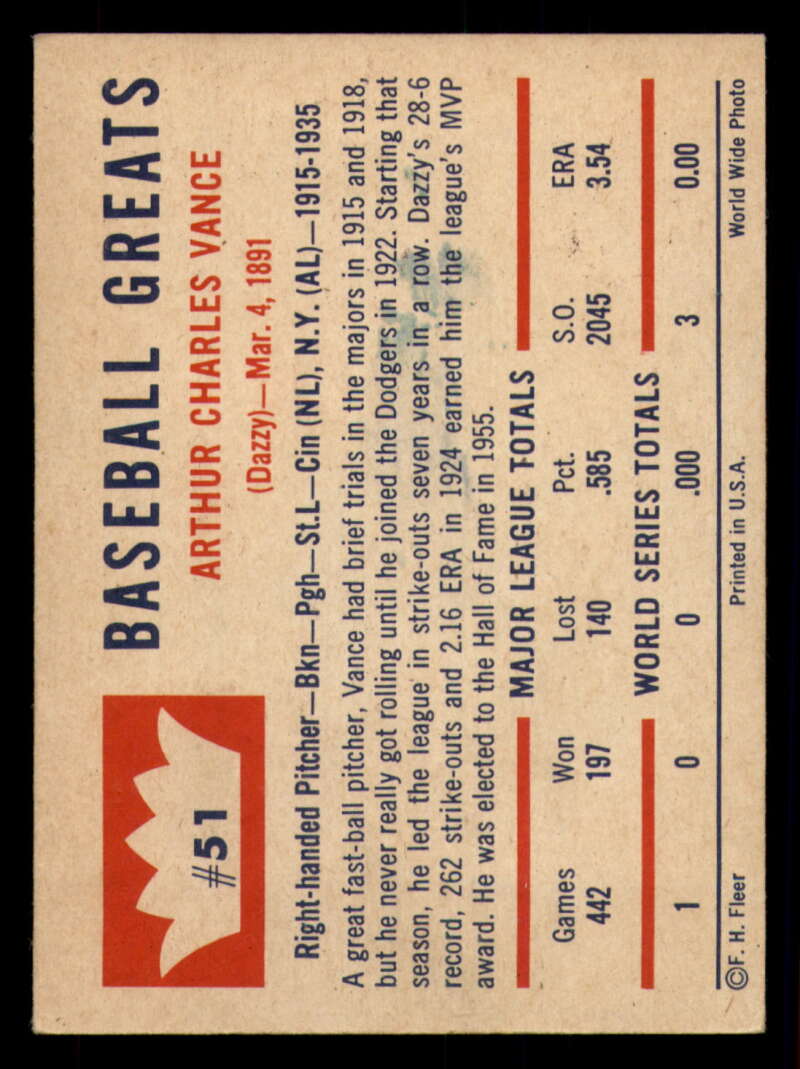 #51
BASEBALL GREATS
ARTHUR CHARLES VANCE
(Dazzy)—Mar. 4, 1891
Right-handed Pitcher—Bkn—Pgh—St.L—Cin (NL), N.Y. (AL)—1915-1935
A great fast-ball pitcher, Vance had brief trials in the majors in 1915 and 1918,
but he never really got rolling until he joined the Dodgers in 1922. Starting that
season, he led the league in strike-outs seven years in a row. Dazzy's 28-6
record, 262 strike-outs and 2.16 ERA in 1924 earned him the league's MVP
award. He was elected to the Hall of Fame in 1955.
MAJOR LEAGUE TOTALS
Games Won Lost Pct. S.O. ERA
442 197 140 .585 2045 3.54
WORLD SERIES TOTALS
1 0 0 .000 3 0.00
©F. H. Fleer Printed in U.S.A. World Wide Photo